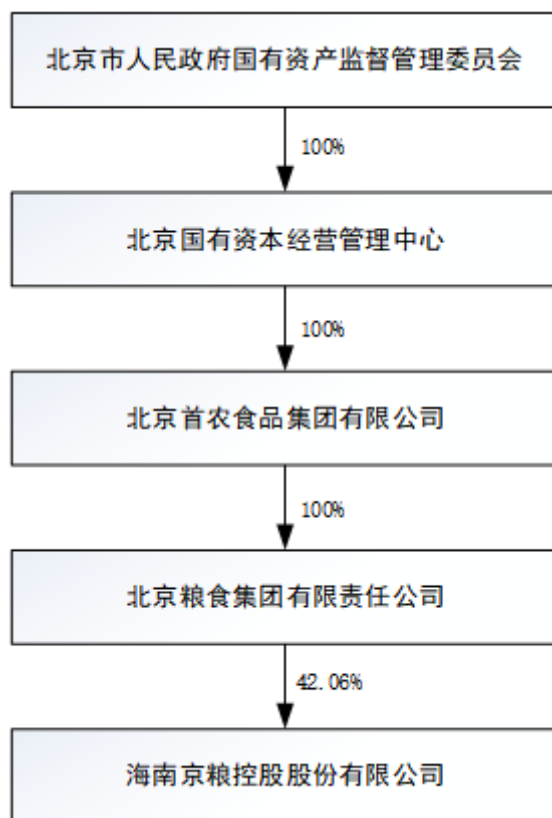 北京市人民政府国有资产监督管理委员会
100%
北京国有资本经营管理中心
100%
北京首农食品集团有限公司
100%
北京粮食集团有限责任公司
42.06%
海南京粮控股股份有限公司